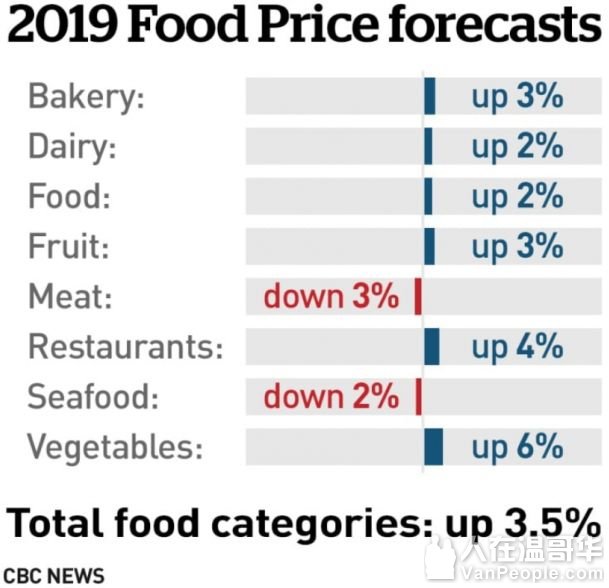 2019 Food Price forecasts
Bakery: up 3%
Dairy: up 2%
Food: up 2%
Fruit: up 3%
Meat: down 3%
Restaurants: up 4%
Seafood: down 2%
Vegetables: up 6%
Total food categories: up 3.5%
人在温哥华
CBC NEWS
VanPeople.com